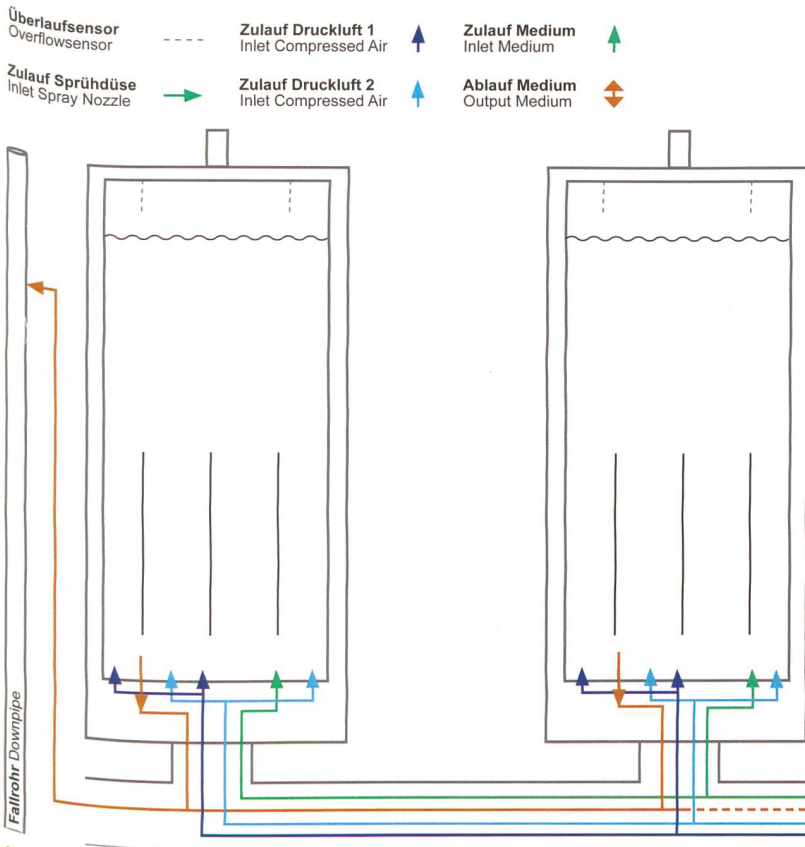 Überlaufsensor
Overflowsensor
Zulauf Druckluft 1
Inlet Compressed Air
Zulauf Medium
Inlet Medium
Zulauf Sprühdüse
Inlet Spray Nozzle
Zulauf Druckluft 2
Inlet Compressed Air
Ablauf Medium
Output Medium
Fallrohr Downpipe